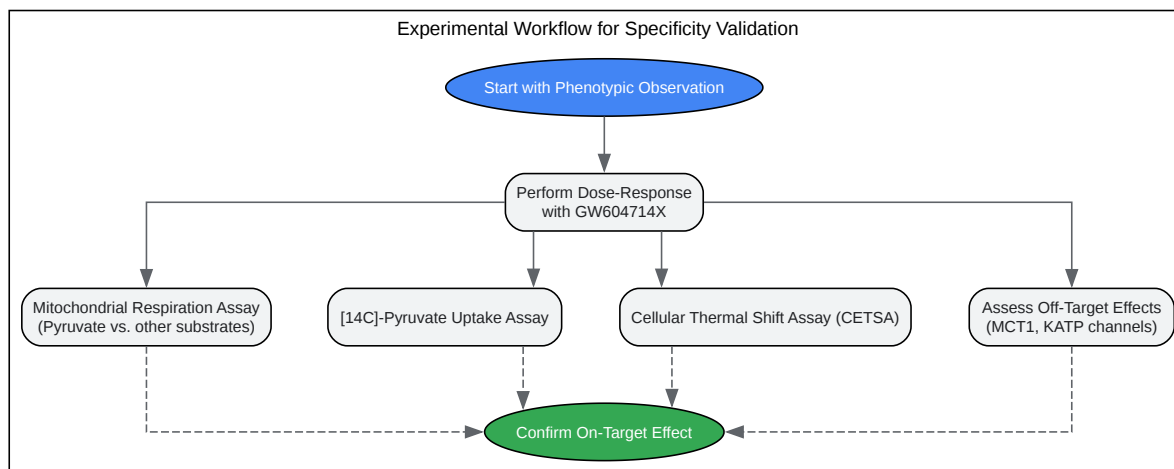 Experimental Workflow for Specificity Validation
Start with Phenotypic Observation
Perform Dose-Response
with GW604714X
Mitochondrial Respiration Assay
(Pyruvate vs. other substrates)
[14C]-Pyruvate Uptake Assay
Cellular Thermal Shift Assay (CETSA)
Assess Off-Target Effects
(MCT1, KATP channels)
Confirm On-Target Effect